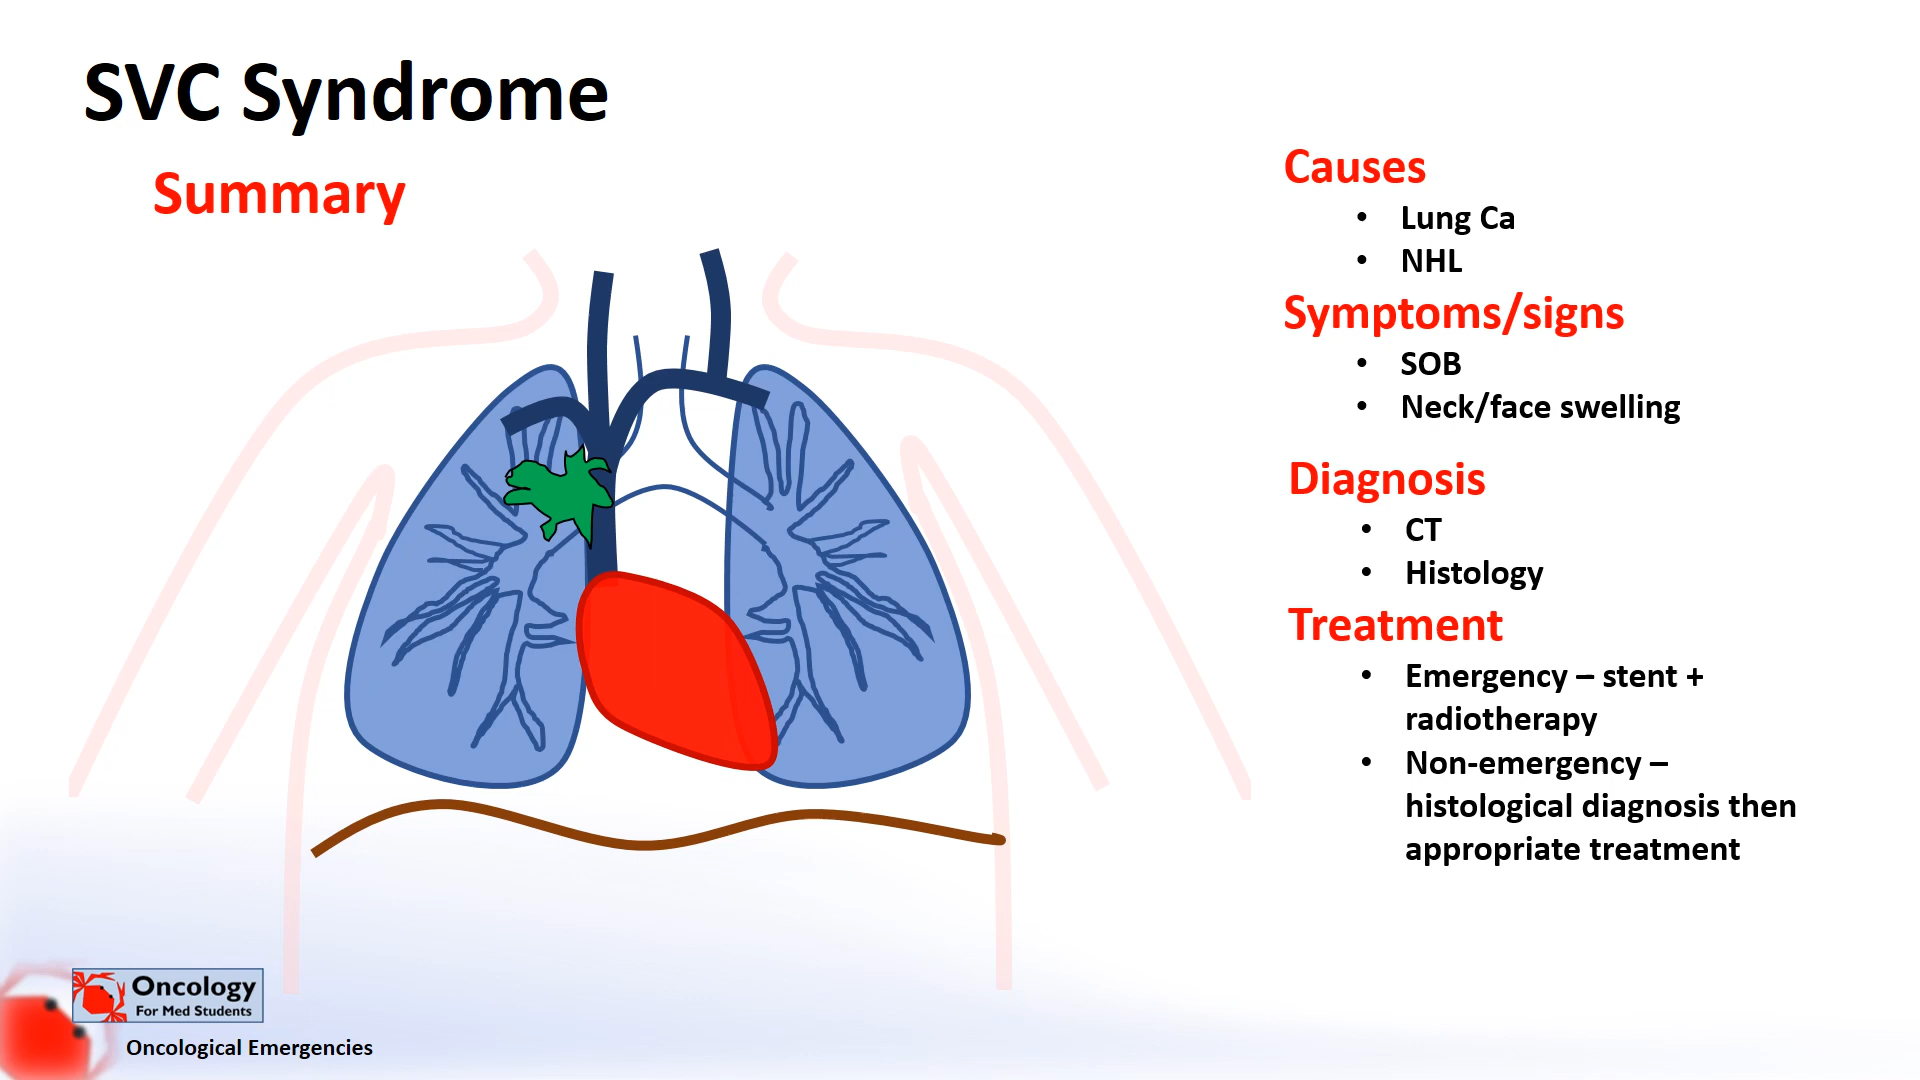 SVC Syndrome
Summary
Causes
• Lung Ca
• NHL
Symptoms/signs
• SOB
• Neck/face swelling
Diagnosis
• CT
• Histology
Treatment
• Emergency – stent +
radiotherapy
• Non-emergency –
histological diagnosis then
appropriate treatment
Oncology
For Med Students
Oncological Emergencies